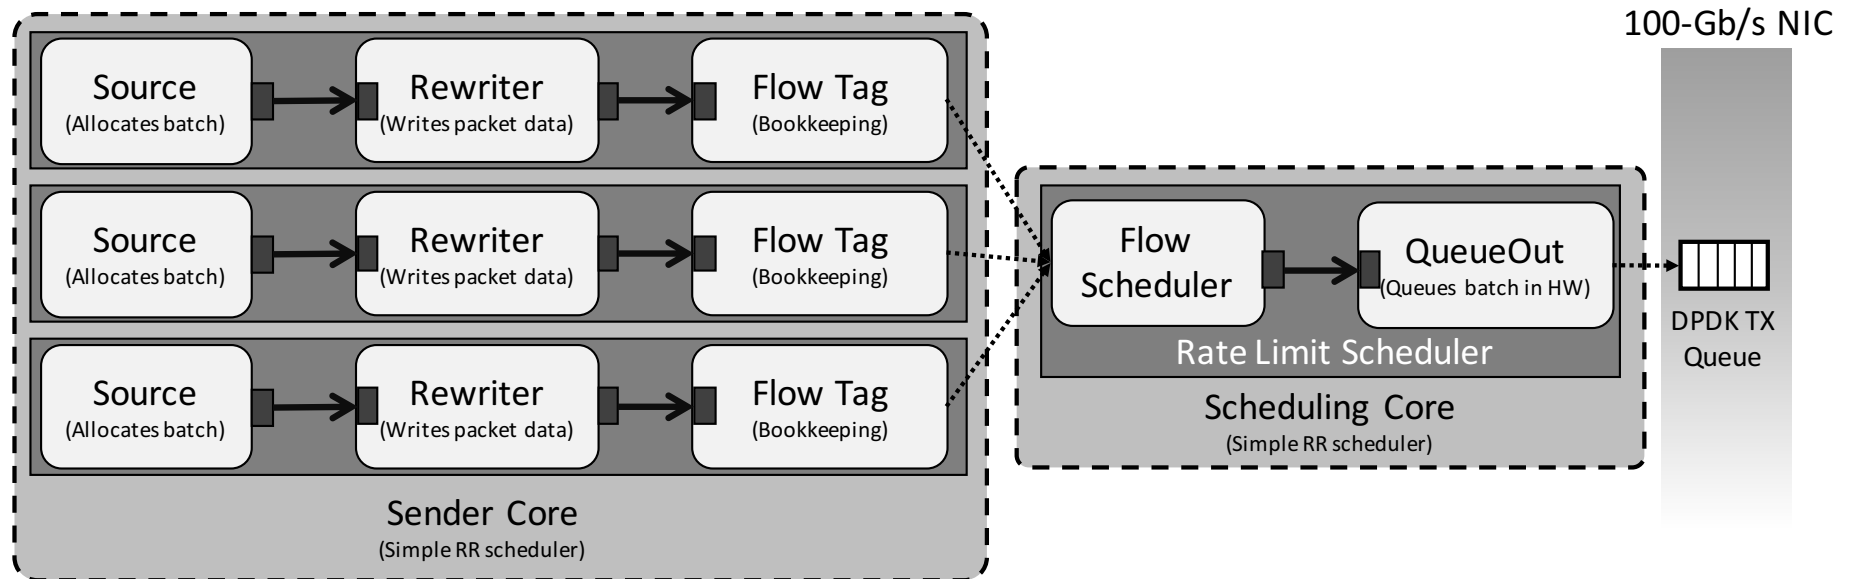 100-Gb/s NIC
Source
(Allocates batch)
Rewriter
(Writes packet data)
Flow Tag
(Bookkeeping)
Source
(Allocates batch)
Rewriter
(Writes packet data)
Flow Tag
(Bookkeeping)
Source
(Allocates batch)
Rewriter
(Writes packet data)
Flow Tag
(Bookkeeping)
Sender Core
(Simple RR scheduler)
Flow
Scheduler
QueueOut
(Queues batch in HW)
Rate Limit Scheduler
Scheduling Core
(Simple RR scheduler)
DPDK TX
Queue